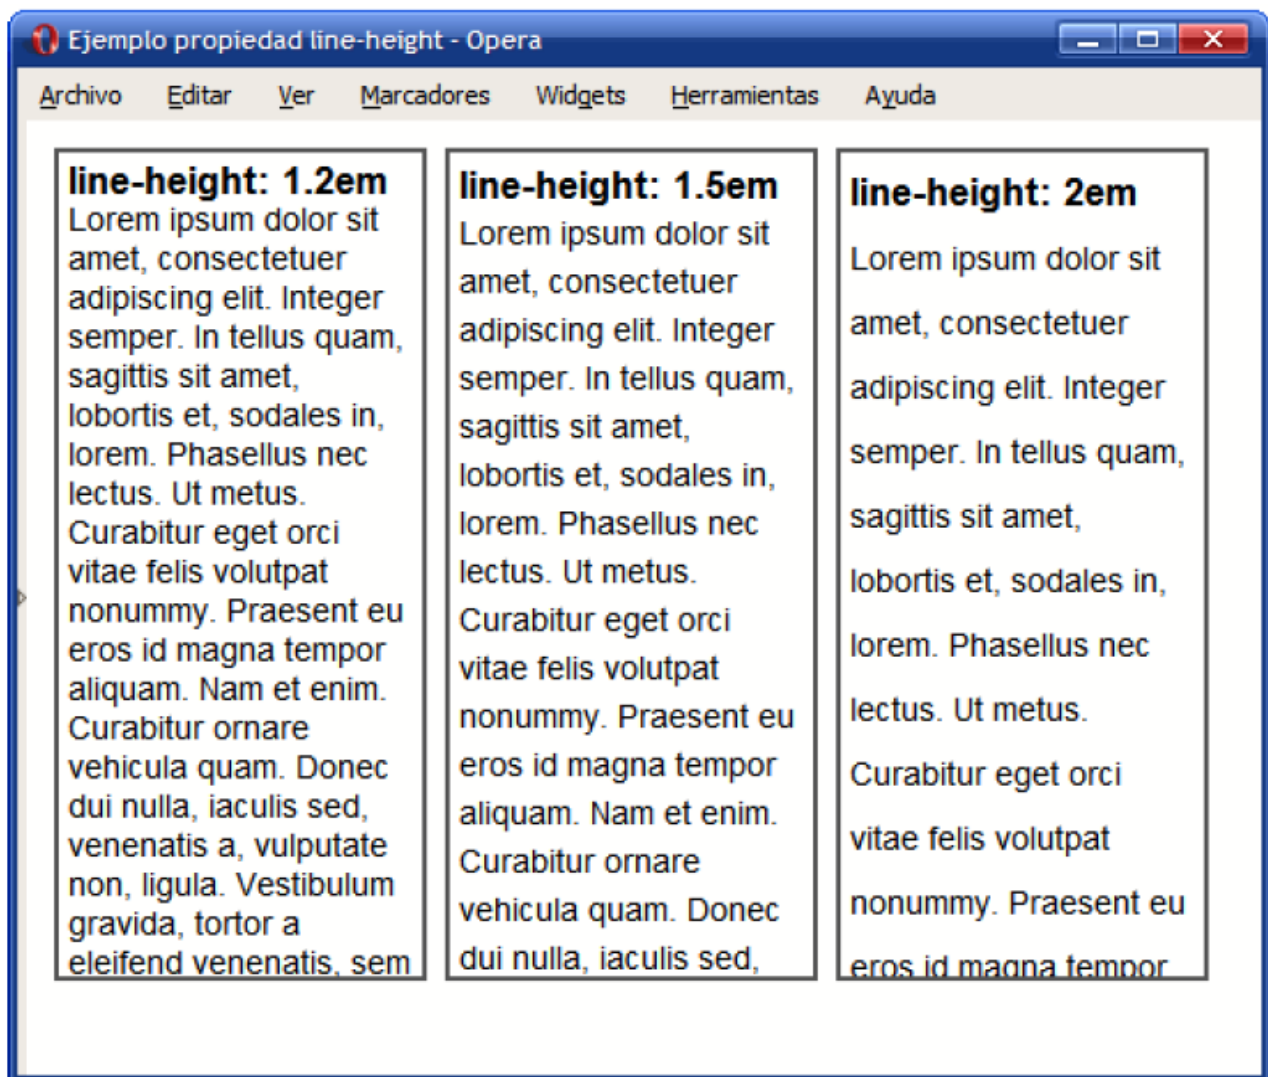 Ejemplo propiedad line-height - Opera
Archivo Editar Ver Marcadores Widgets Herramientas Ayuda
line-height: 1.2em
Lorem ipsum dolor sit
amet, consectetuer
adipiscing elit. Integer
semper. In tellus quam,
sagittis sit amet,
lobortis et, sodales in,
lorem. Phasellus nec
lectus. Ut metus.
Curabitur eget orci
vitae felis volutpat
nonummy. Praesent eu
eros id magna tempor
aliquam. Nam et enim.
Curabitur ornare
vehicula quam. Donec
dui nulla, iaculis sed,
venenatis a, vulputate
non, ligula. Vestibulum
gravida, tortor a
eleifend venenatis, sem
line-height: 1.5em
Lorem ipsum dolor sit
amet, consectetuer
adipiscing elit. Integer
semper. In tellus quam,
sagittis sit amet,
lobortis et, sodales in,
lorem. Phasellus nec
lectus. Ut metus.
Curabitur eget orci
vitae felis volutpat
nonummy. Praesent eu
eros id magna tempor
aliquam. Nam et enim.
Curabitur ornare
vehicula quam. Donec
dui nulla, iaculis sed,
line-height: 2em
Lorem ipsum dolor sit
amet, consectetuer
adipiscing elit. Integer
semper. In tellus quam,
sagittis sit amet,
lobortis et, sodales in,
lorem. Phasellus nec
lectus. Ut metus.
Curabitur eget orci
vitae felis volutpat
nonummy. Praesent eu
eros id magna tempor